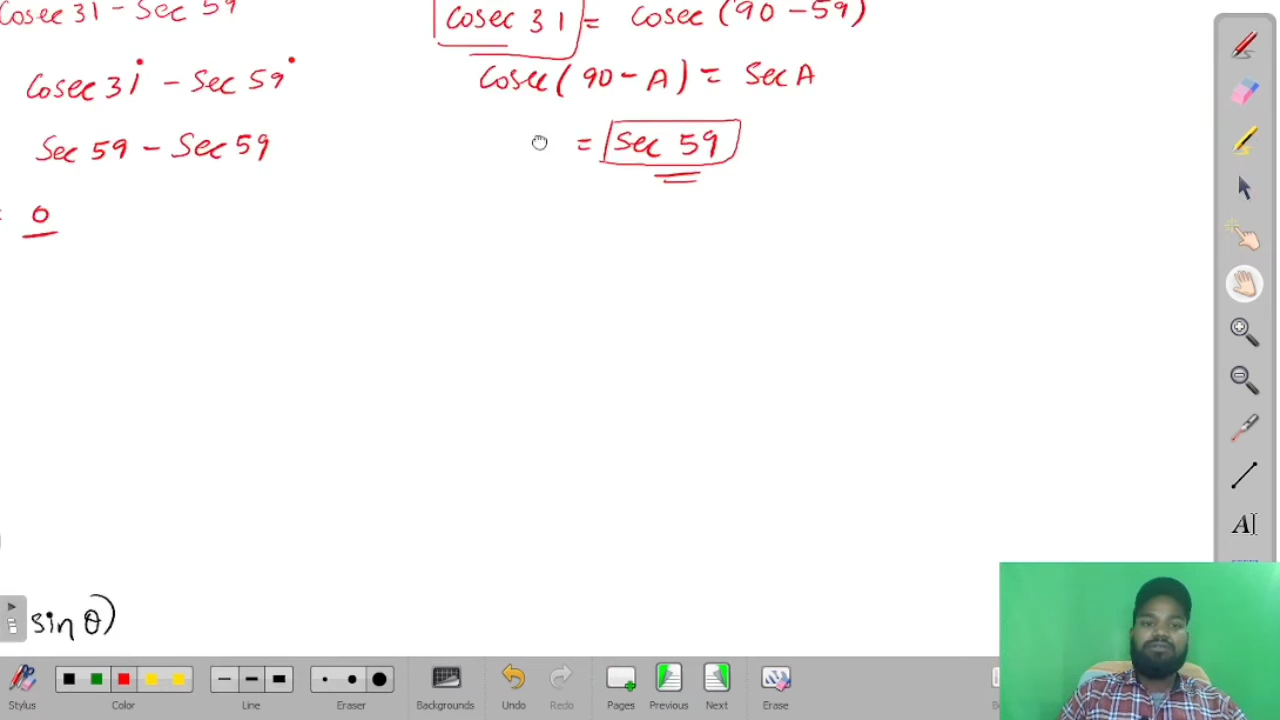 Cosec 31 - Sec 59
Cosec 31° - Sec 59°
Sec 59 - Sec 59
= 0
Cosec 31 = Cosec (90 - 59)
Cosec (90 - A) = Sec A
= Sec 59
sin θ)
A
Stylus
Color
Line
Eraser
Backgrounds
Undo
Redo
Pages
Previous
Next
Erase